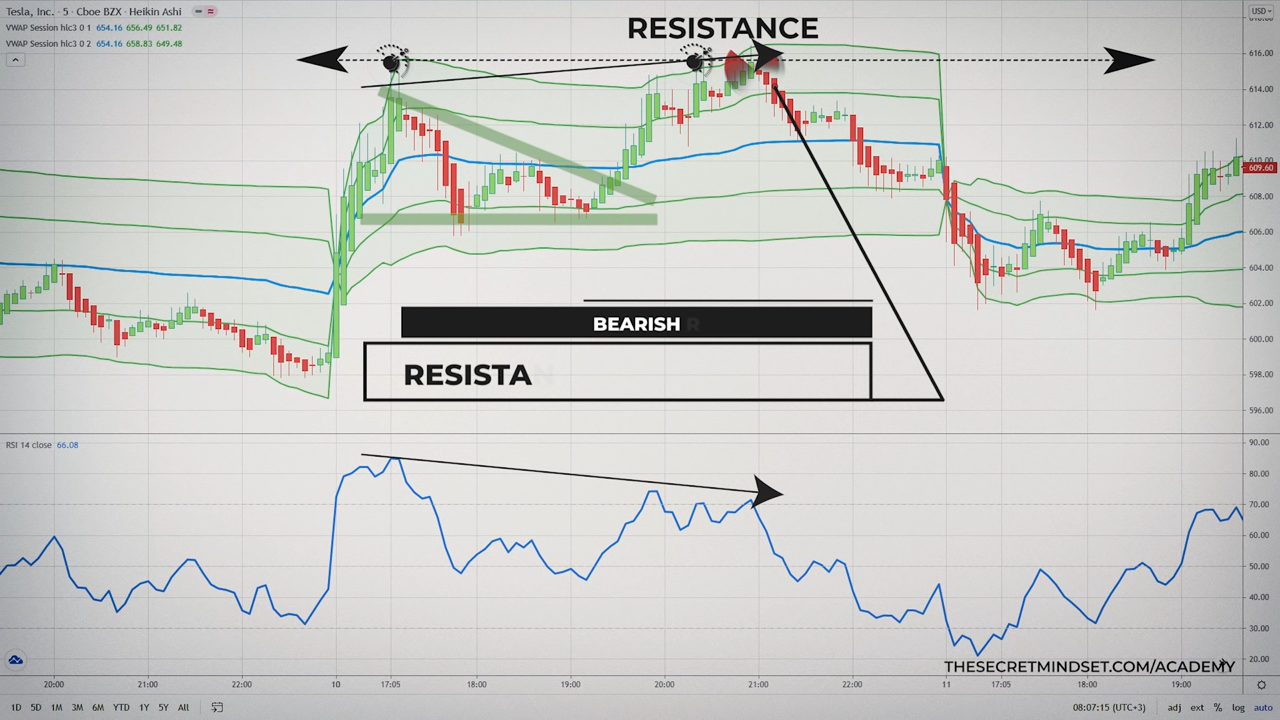 Tesla, Inc. · 5 · Cboe BZX · Heikin Ashi
VWAP Session hlc3 0 1 654.16 656.49 651.82
VWAP Session hlc3 0 2 654.16 658.83 649.48
RESISTANCE
USD
616.00
614.00
612.00
610.00
609.60
608.00
606.00
604.00
602.00
600.00
598.00
596.00
BEARISH R
RESISTAN
RSI 14 close 66.08
90.00
80.00
70.00
60.00
50.00
40.00
30.00
20.00
THESECRETMINDSET.COM/ACADEMY
20:00 21:00 22:00 10 17:05 18:00 19:00 20:00 21:00 22:00 11 17:05 18:00 19:00
1D 5D 1M 3M 6M YTD 1Y 5Y All 08:07:15 (UTC+3) adj ext % log auto